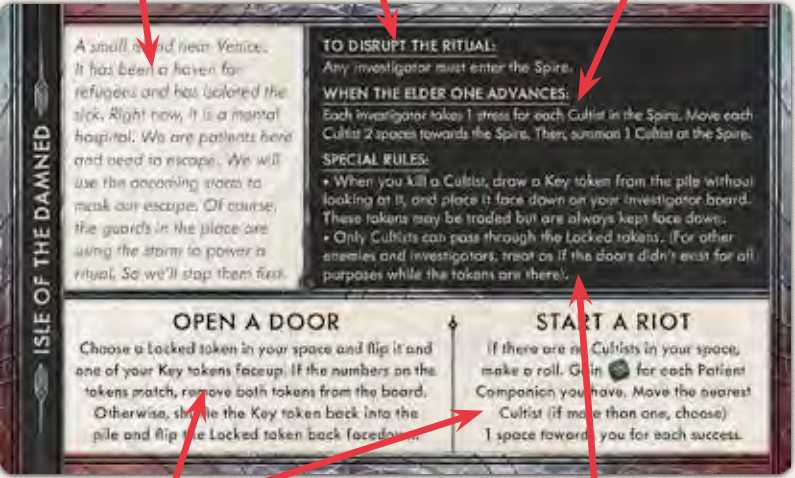 ISLE OF THE DAMNED
A small island near Venice.
It has been a haven for
refugees and has isolated the
sick. Right now, it is a mental
hospital. We are patients here
and need to escape. We will
use the oncoming storm to
mask our escape. Of course,
the guards in the place are
using the storm to power a
ritual. So we'll stop them first.
TO DISRUPT THE RITUAL:
Any investigator must enter the Spire.
WHEN THE ELDER ONE ADVANCES:
Each investigator takes 1 stress for each Cultist in the Spire. Move each
Cultist 2 spaces towards the Spire. Then, summon 1 Cultist at the Spire.
SPECIAL RULES:
• When you kill a Cultist, draw a Key token from the pile without
looking at it, and place it face down on your investigator board.
These tokens may be traded but are always kept face down.
• Only Cultists can pass through the Locked tokens. (For other
enemies and investigators, treat as if the doors didn't exist for all
purposes while the tokens are there).
OPEN A DOOR
Choose a Locked token in your space and flip it and
one of your Key tokens faceup. If the numbers on the
tokens match, remove both tokens from the board.
Otherwise, shuffle the Key token back into the
pile and flip the Locked token back facedown.
START A RIOT
If there are no Cultists in your space,
make a roll. Gain for each Patient
Companion you have. Move the nearest
Cultist (if more than one, choose)
1 space towards you for each success.